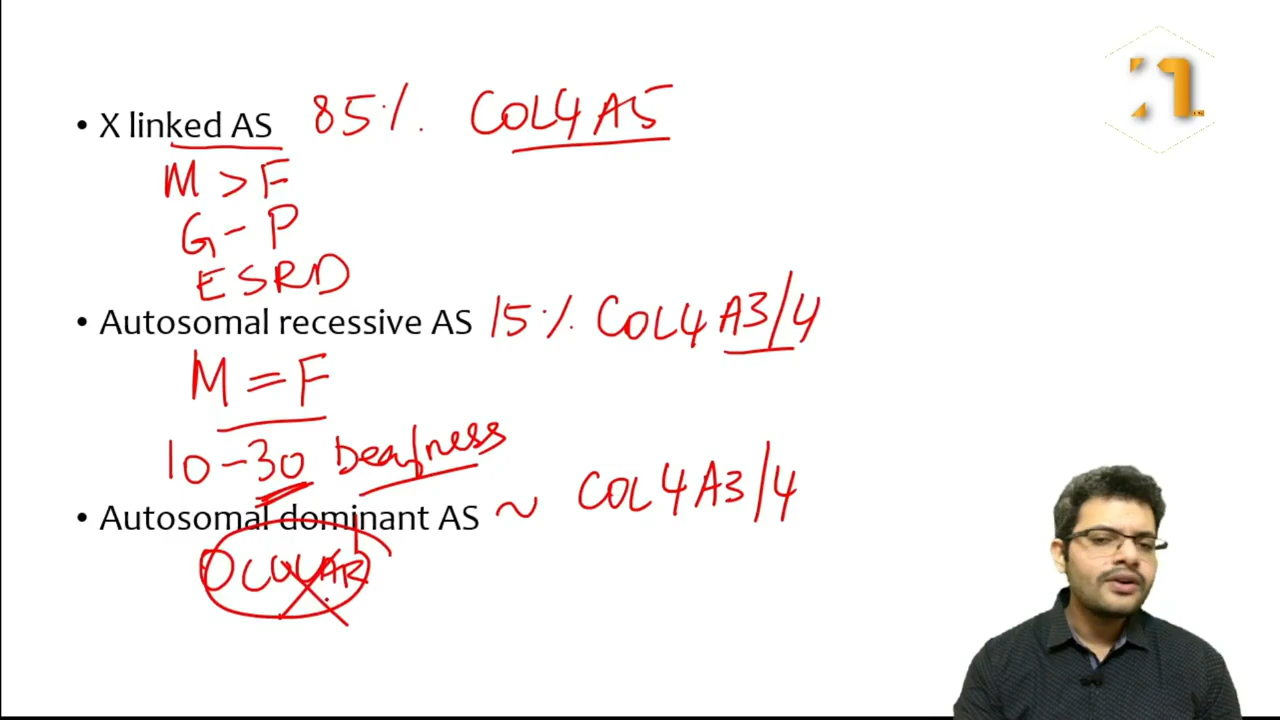 • X linked AS 85% COL4A5
M > F
G - P
ESRD
• Autosomal recessive AS 15% COL4A3/4
M = F
10-30 Deafness
• Autosomal dominant AS ~ COL4A3/4
OCULAR